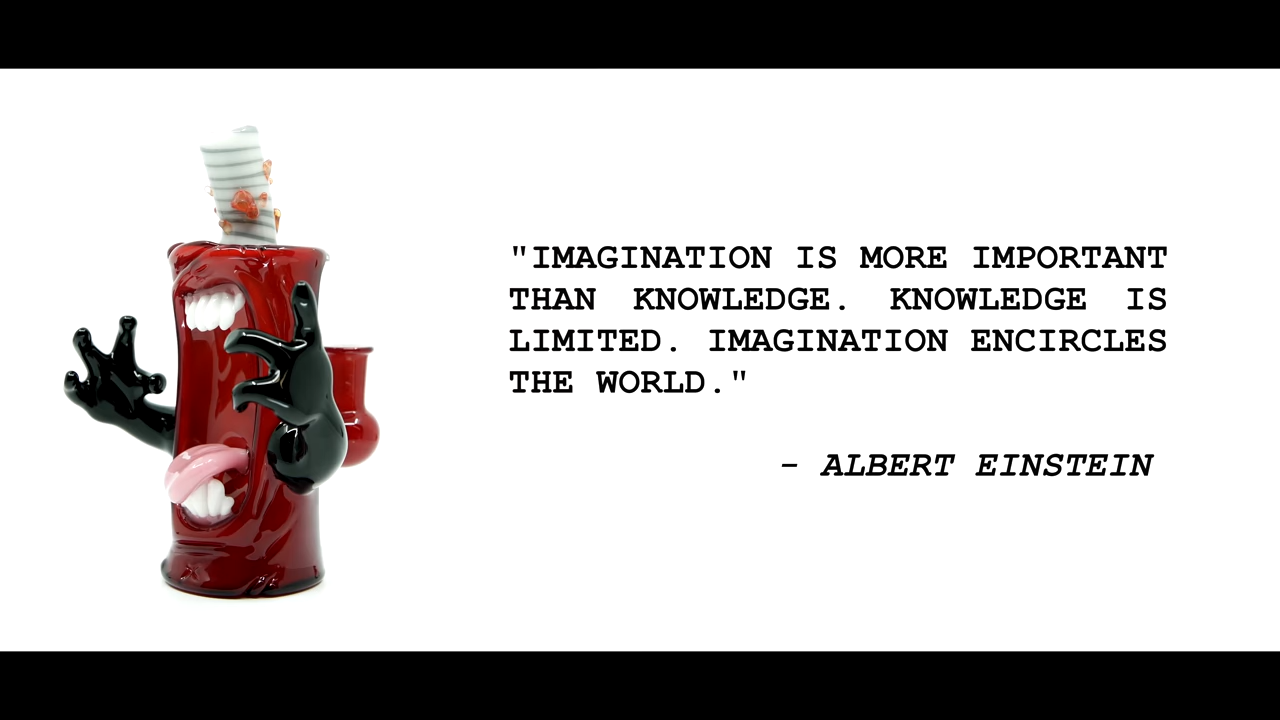 "IMAGINATION IS MORE IMPORTANT
THAN KNOWLEDGE. KNOWLEDGE IS
LIMITED. IMAGINATION ENCIRCLES
THE WORLD."
- ALBERT EINSTEIN